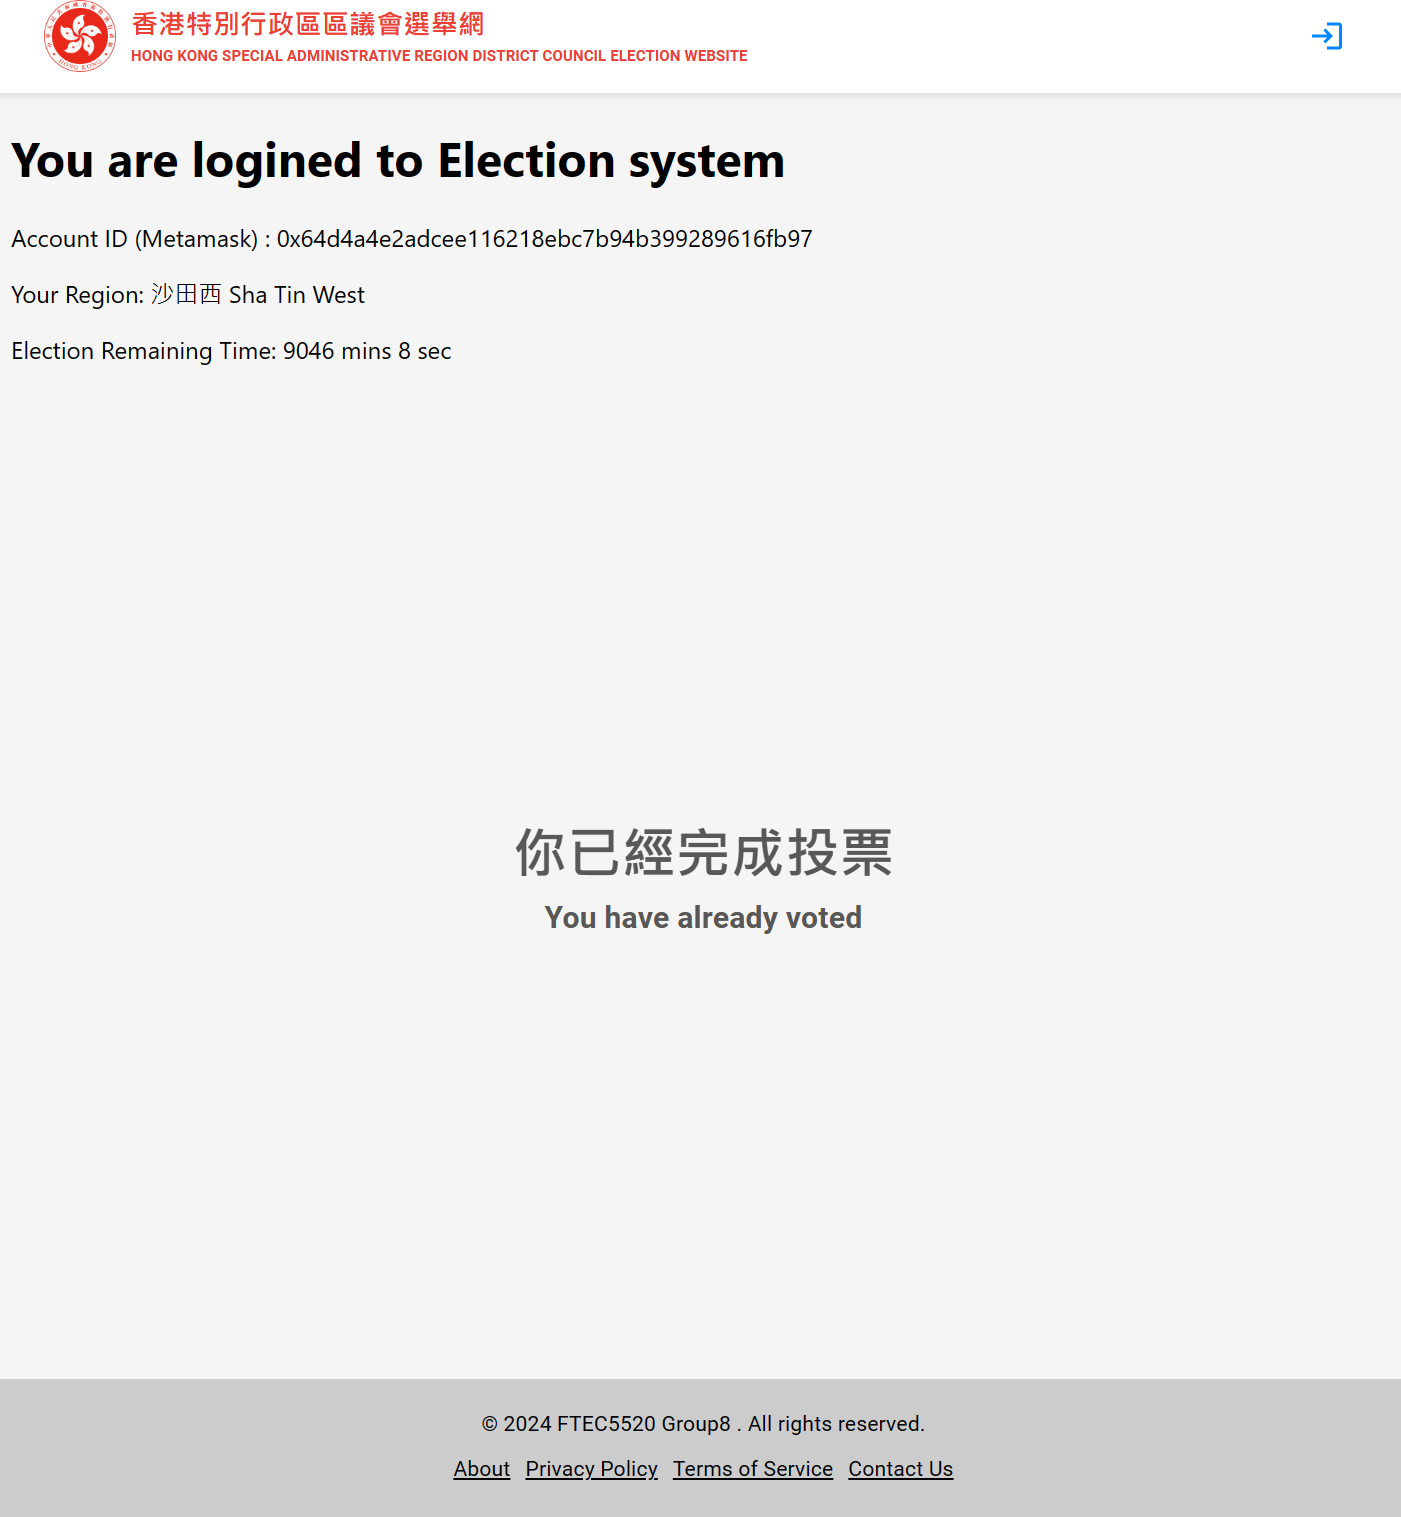 香港特別行政區區議會選舉網
HONG KONG SPECIAL ADMINISTRATIVE REGION DISTRICT COUNCIL ELECTION WEBSITE
You are logined to Election system
Account ID (Metamask) : 0x64d4a4e2adcee116218ebc7b94b399289616fb97
Your Region: 沙田西 Sha Tin West
Election Remaining Time: 9046 mins 8 sec
你已經完成投票
You have already voted
© 2024 FTEC5520 Group8 . All rights reserved.
About Privacy Policy Terms of Service Contact Us